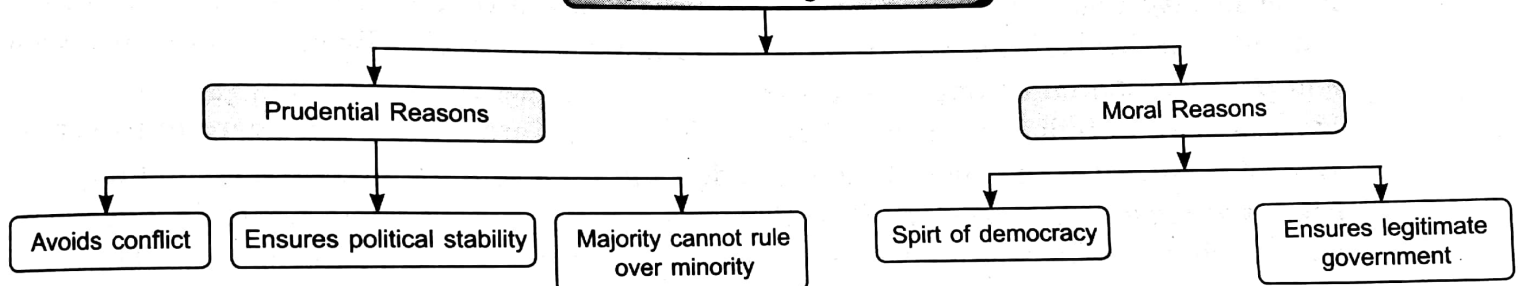 Prudential Reasons
Moral Reasons
Avoids conflict
Ensures political stability
Majority cannot rule
over minority
Spirt of democracy
Ensures legitimate
government